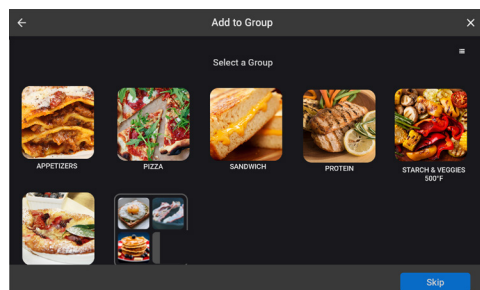 Add to Group
Select a Group
APPETIZERS
PIZZA
SANDWICH
PROTEIN
STARCH & VEGGIES
500°F
Skip